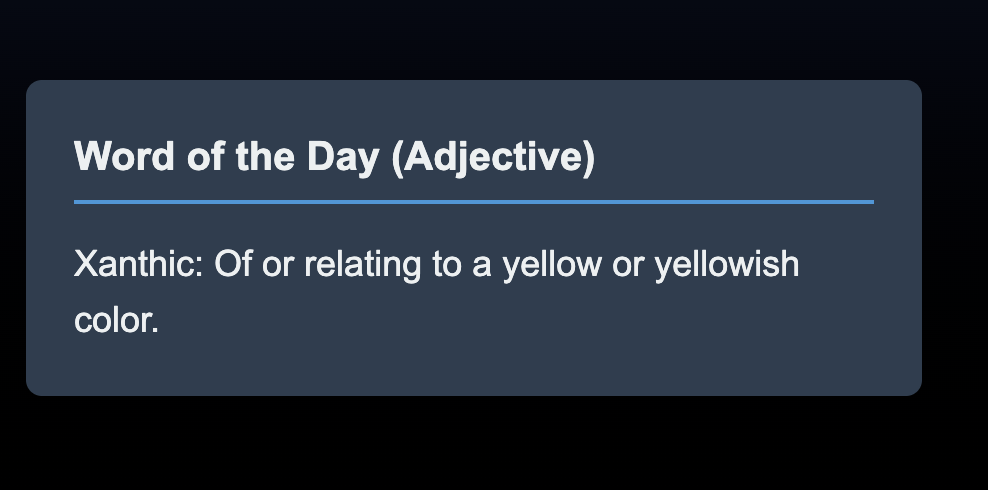 Word of the Day (Adjective)
Xanthic: Of or relating to a yellow or yellowish
color.